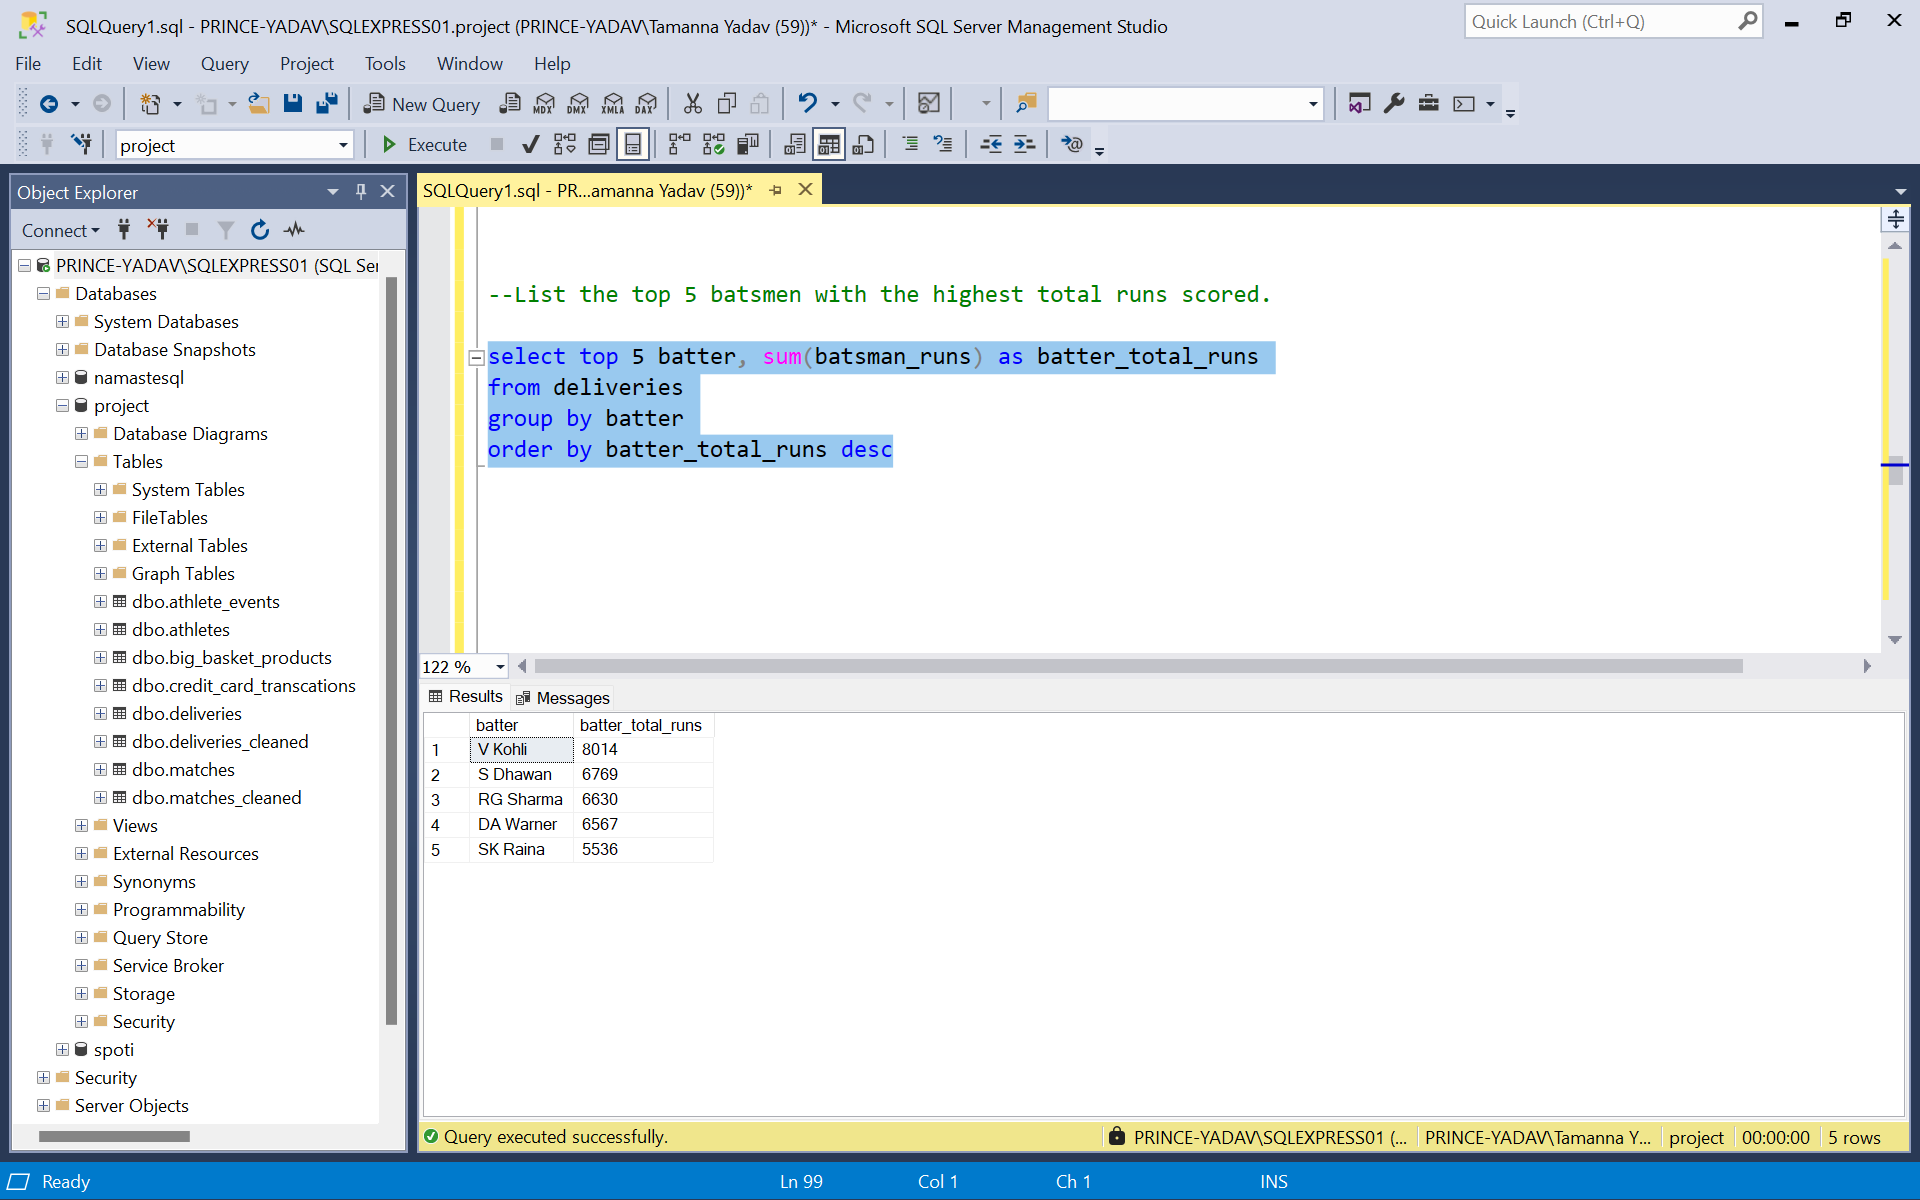 SQLQuery1.sql - PRINCE-YADAV\SQLEXPRESS01.project (PRINCE-YADAV\Tamanna Yadav (59))* - Microsoft SQL Server Management Studio
Quick Launch (Ctrl+Q)
File Edit View Query Project Tools Window Help
New Query MDX DMX XMLA DAX
project Execute
Object Explorer
Connect
PRINCE-YADAV\SQLEXPRESS01 (SQL Ser
Databases
System Databases
Database Snapshots
namastesql
project
Database Diagrams
Tables
System Tables
FileTables
External Tables
Graph Tables
dbo.athlete_events
dbo.athletes
dbo.big_basket_products
dbo.credit_card_transcations
dbo.deliveries
dbo.deliveries_cleaned
dbo.matches
dbo.matches_cleaned
Views
External Resources
Synonyms
Programmability
Query Store
Service Broker
Storage
Security
spoti
Security
Server Objects
SQLQuery1.sql - PR...amanna Yadav (59))*
--List the top 5 batsmen with the highest total runs scored.
select top 5 batter, sum(batsman_runs) as batter_total_runs
from deliveries
group by batter
order by batter_total_runs desc
122 %
Results Messages
batter batter_total_runs
1 V Kohli 8014
2 S Dhawan 6769
3 RG Sharma 6630
4 DA Warner 6567
5 SK Raina 5536
Query executed successfully. PRINCE-YADAV\SQLEXPRESS01 (... PRINCE-YADAV\Tamanna Y... project 00:00:00 5 rows
Ready Ln 99 Col 1 Ch 1 INS